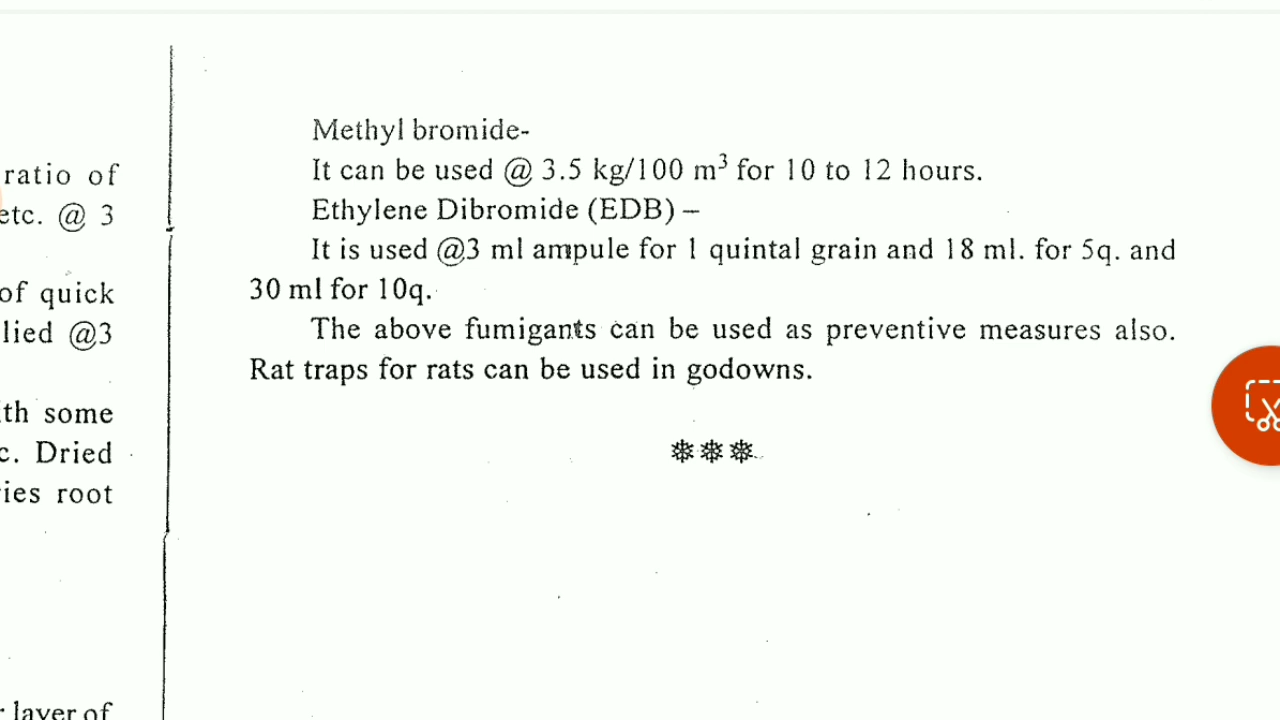 ratio of
etc. @ 3
of quick
lied @3
th some
c. Dried
ies root
layer of
Methyl bromide-
It can be used @ 3.5 kg/100 m³ for 10 to 12 hours.
Ethylene Dibromide (EDB) –
It is used @3 ml ampule for 1 quintal grain and 18 ml. for 5q. and
30 ml for 10q.
The above fumigants can be used as preventive measures also.
Rat traps for rats can be used in godowns.
❄❄❄